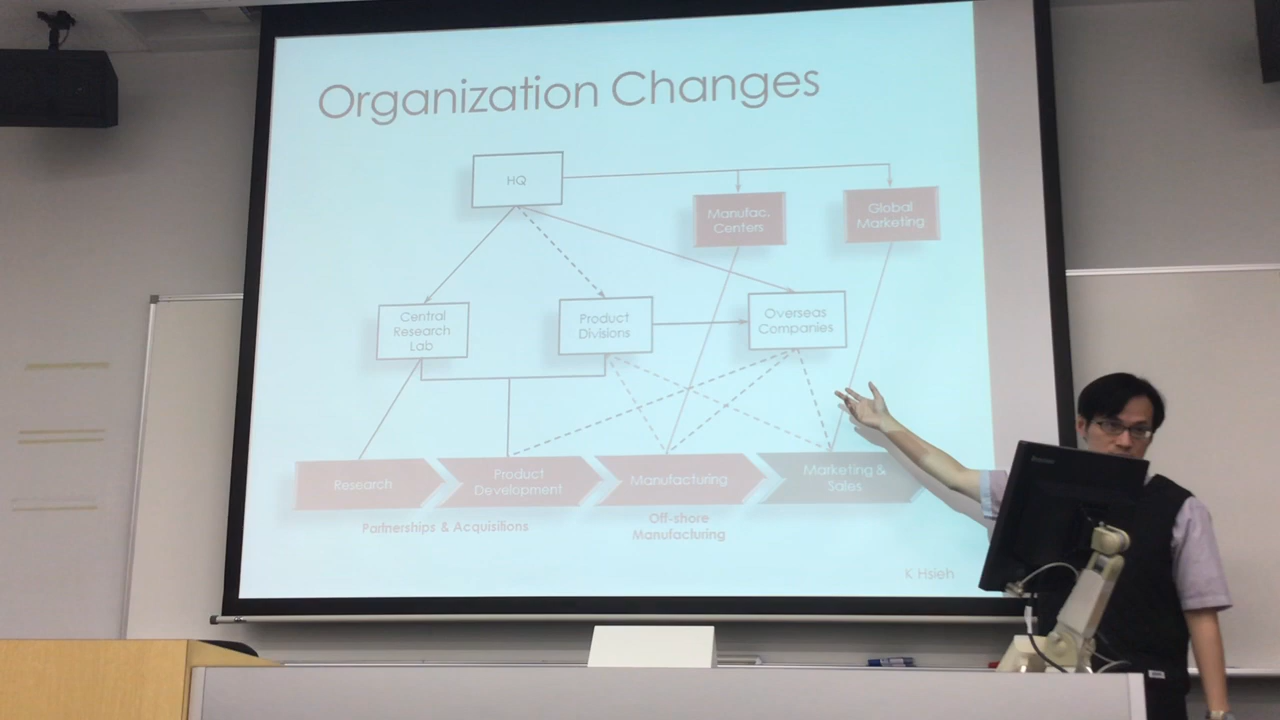 Organization Changes
HQ
Manufac.
Centers
Global
Marketing
Central
Research
Lab
Product
Divisions
Overseas
Companies
Research
Product
Development
Manufacturing
Marketing &
Sales
Partnerships & Acquisitions
Off-shore
Manufacturing
K Hsieh